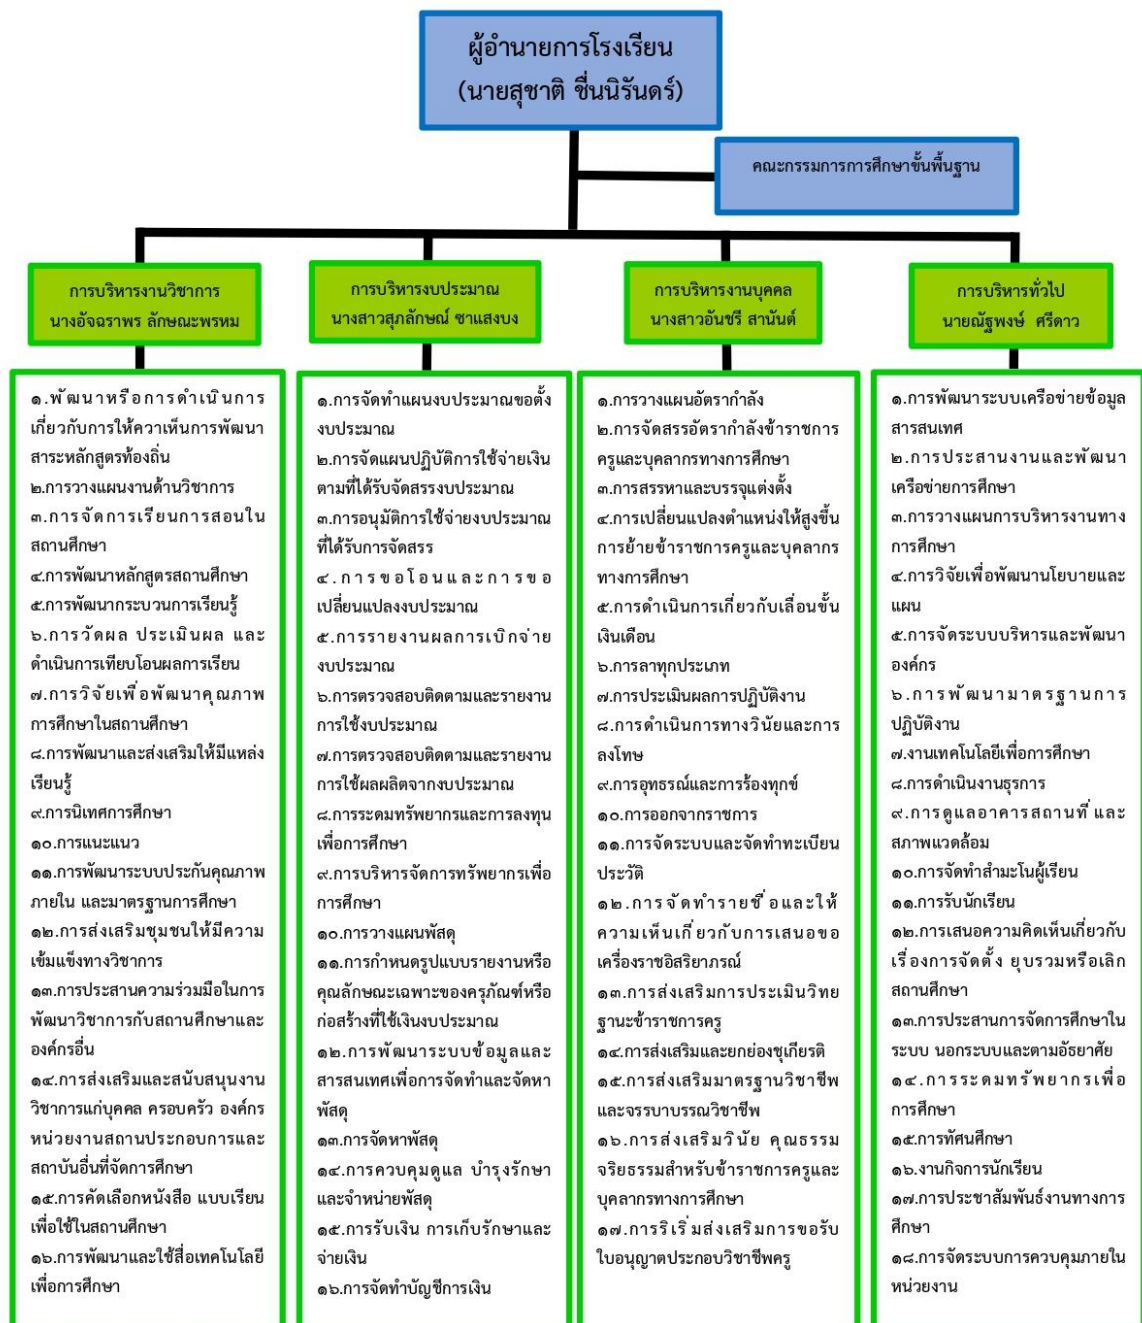 ผู้อำนายการโรงเรียน
(นายสุชาติ ชื่นนิรันดร์)
คณะกรรมการการศึกษาขั้นพื้นฐาน
การบริหารงานวิชาการ
นางอัจฉราพร ลักษณะพรหม
๑.พัฒนาหรือการดำเนินการ
เกี่ยวกับการให้ควาเห็นการพัฒนา
สาระหลักสูตรท้องถิ่น
๒.การวางแผนงานด้านวิชาการ
๓.การจัดการเรียนการสอนใน
สถานศึกษา
๔.การพัฒนาหลักสูตรสถานศึกษา
๕.การพัฒนากระบวนการเรียนรู้
๖.การวัดผล ประเมินผล และ
ดำเนินการเทียบโอนผลการเรียน
๗.การวิจัยเพื่อพัฒนาคุณภาพ
การศึกษาในสถานศึกษา
๘.การพัฒนาและส่งเสริมให้มีแหล่ง
เรียนรู้
๙.การนิเทศการศึกษา
๑๐.การแนะแนว
๑๑.การพัฒนาระบบประกันคุณภาพ
ภายใน และมาตรฐานการศึกษา
๑๒.การส่งเสริมชุมชนให้มีความ
เข้มแข็งทางวิชาการ
๑๓.การประสานความร่วมมือในการ
พัฒนาวิชาการกับสถานศึกษาและ
องค์กรอื่น
๑๔.การส่งเสริมและสนับสนุนงาน
วิชาการแก่บุคคล ครอบครัว องค์กร
หน่วยงานสถานประกอบการและ
สถาบันอื่นที่จัดการศึกษา
๑๕.การคัดเลือกหนังสือ แบบเรียน
เพื่อใช้ในสถานศึกษา
๑๖.การพัฒนาและใช้สื่อเทคโนโลยี
เพื่อการศึกษา
การบริหารงบประมาณ
นางสาวสุภลักษณ์ ซาแสงบง
๑.การจัดทำแผนงบประมาณขอตั้ง
งบประมาณ
๒.การจัดแผนปฏิบัติการใช้จ่ายเงิน
ตามที่ได้รับจัดสรรงบประมาณ
๓.การอนุมัติการใช้จ่ายงบประมาณ
ที่ได้รับการจัดสรร
๔.การขอโอนและการขอ
เปลี่ยนแปลงงบประมาณ
๕.การรายงานผลการเบิกจ่าย
งบประมาณ
๖.การตรวจสอบติดตามและรายงาน
การใช้งบประมาณ
๗.การตรวจสอบติดตามและรายงาน
การใช้ผลผลิตจากงบประมาณ
๘.การระดมทรัพยากรและการลงทุน
เพื่อการศึกษา
๙.การบริหารจัดการทรัพยากรเพื่อ
การศึกษา
๑๐.การวางแผนพัสดุ
๑๑.การกำหนดรูปแบบรายงานหรือ
คุณลักษณะเฉพาะของครุภัณฑ์หรือ
ก่อสร้างที่ใช้เงินงบประมาณ
๑๒.การพัฒนาระบบข้อมูลและ
สารสนเทศเพื่อการจัดทำและจัดหา
พัสดุ
๑๓.การจัดหาพัสดุ
๑๔.การควบคุมดูแล บำรุงรักษา
และจำหน่ายพัสดุ
๑๕.การรับเงิน การเก็บรักษาและ
จ่ายเงิน
๑๖.การจัดทำบัญชีการเงิน
การบริหารงานบุคคล
นางสาวอันชรี สานันต์
๑.การวางแผนอัตรากำลัง
๒.การจัดสรรอัตรากำลังข้าราชการ
ครูและบุคลากรทางการศึกษา
๓.การสรรหาและบรรจุแต่งตั้ง
๔.การเปลี่ยนแปลงตำแหน่งให้สูงขึ้น
การย้ายข้าราชการครูและบุคลากร
ทางการศึกษา
๕.การดำเนินการเกี่ยวกับเลื่อนขั้น
เงินเดือน
๖.การลาทุกประเภท
๗.การประเมินผลการปฏิบัติงาน
๘.การดำเนินการทางวินัยและการ
ลงโทษ
๙.การอุทธรณ์และการร้องทุกข์
๑๐.การออกจากราชการ
๑๑.การจัดระบบและจัดทำทะเบียน
ประวัติ
๑๒.การจัดทำรายชื่อและให้
ความเห็นเกี่ยวกับการเสนอขอ
เครื่องราชอิสริยาภรณ์
๑๓.การส่งเสริมการประเมินวิทย
ฐานะข้าราชการครู
๑๔.การส่งเสริมและยกย่องชุเกียรติ
๑๕.การส่งเสริมมาตรฐานวิชาชีพ
และจรรบาบรรณวิชาชีพ
๑๖.การส่งเสริมวินัย คุณธรรม
จริยธรรมสำหรับข้าราชการครูและ
บุคลากรทางการศึกษา
๑๗.การริเริ่มส่งเสริมการขอรับ
ใบอนุญาตประกอบวิชาชีพครู
การบริหารทั่วไป
นายณัฐพงษ์ ศรีดาว
๑.การพัฒนาระบบเครือข่ายข้อมูล
สารสนเทศ
๒.การประสานงานและพัฒนา
เครือข่ายการศึกษา
๓.การวางแผนการบริหารงานทาง
การศึกษา
๔.การวิจัยเพื่อพัฒนานโยบายและ
แผน
๕.การจัดระบบบริหารและพัฒนา
องค์กร
๖.การพัฒนามาตรฐานการ
ปฏิบัติงาน
๗.งานเทคโนโลยีเพื่อการศึกษา
๘.การดำเนินงานธุรการ
๙.การดูแลอาคารสถานที่และ
สภาพแวดล้อม
๑๐.การจัดทำสำมะโนผู้เรียน
๑๑.การรับนักเรียน
๑๒.การเสนอความคิดเห็นเกี่ยวกับ
เรื่องการจัดตั้ง ยุบรวมหรือเลิก
สถานศึกษา
๑๓.การประสานการจัดการศึกษาใน
ระบบ นอกระบบและตามอัธยาศัย
๑๔.การระดมทรัพยากรเพื่อ
การศึกษา
๑๕.การทัศนศึกษา
๑๖.งานกิจการนักเรียน
๑๗.การประชาสัมพันธ์งานทางการ
ศึกษา
๑๘.การจัดระบบการควบคุมภายใน
หน่วยงาน